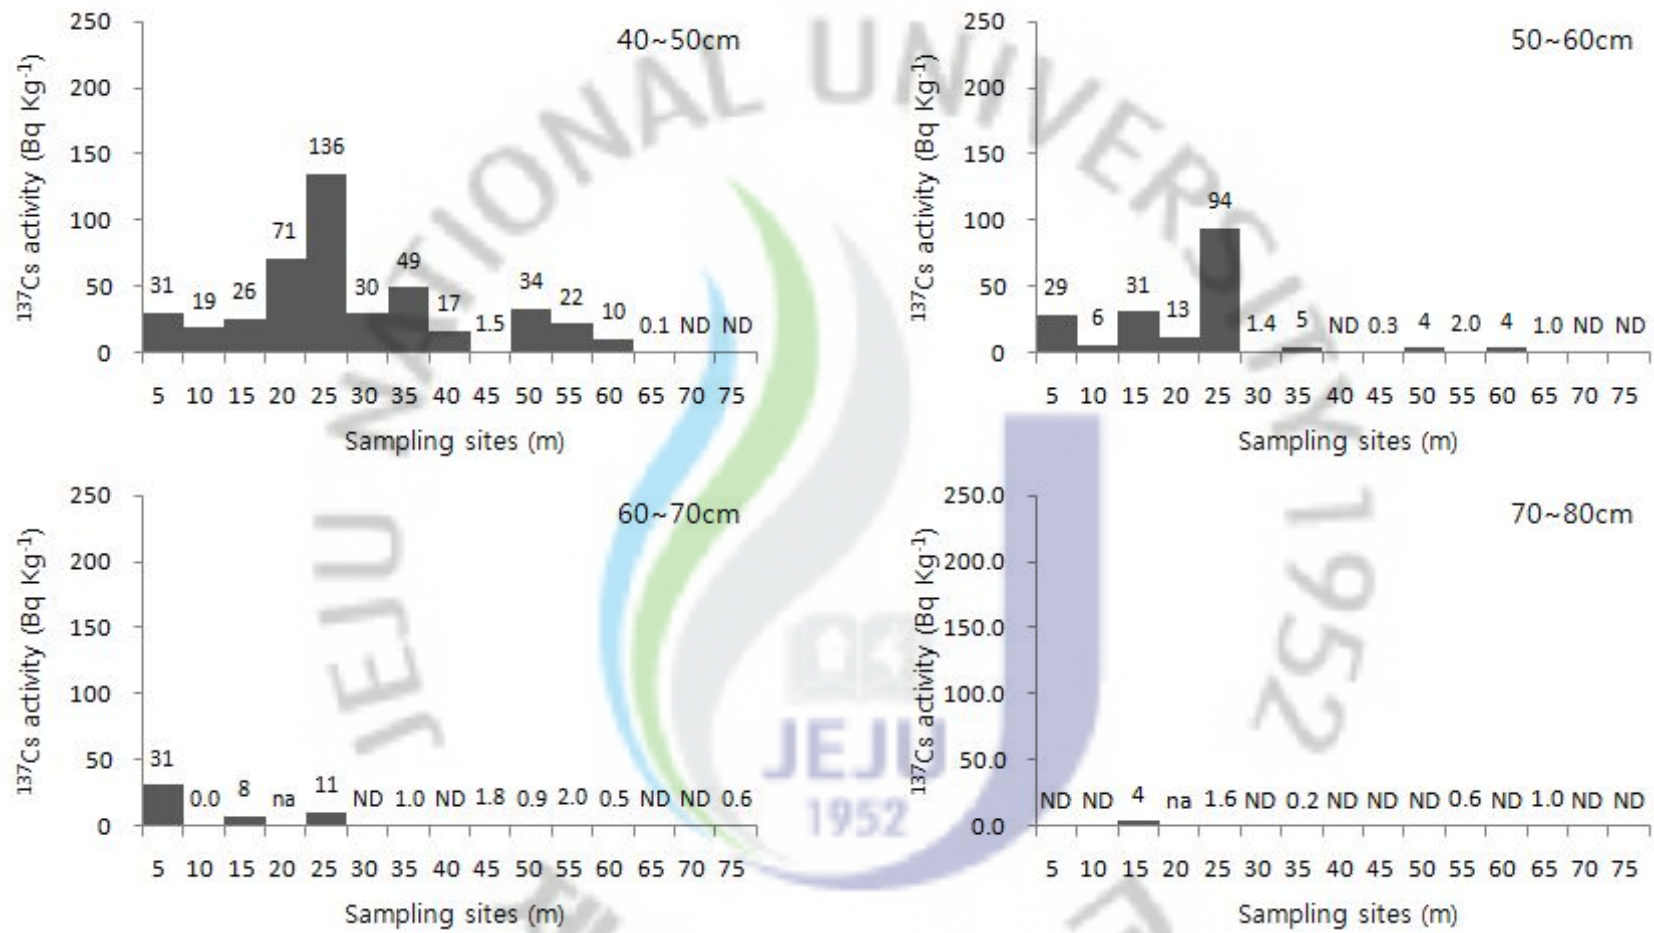 250 40~50cm
200
150
100
50
0
¹³⁷Cs activity (Bq Kg⁻¹)
31 19 26 71 136 30 49 17 1.5 34 22 10 0.1 ND ND
5 10 15 20 25 30 35 40 45 50 55 60 65 70 75
Sampling sites (m)
250 50~60cm
200
150
100
50
0
¹³⁷Cs activity (Bq Kg⁻¹)
29 6 31 13 94 1.4 5 ND 0.3 4 2.0 4 1.0 ND ND
5 10 15 20 25 30 35 40 45 50 55 60 65 70 75
Sampling sites (m)
250 60~70cm
200
150
100
50
0
¹³⁷Cs activity (Bq Kg⁻¹)
31 0.0 8 na 11 ND 1.0 ND 1.8 0.9 2.0 0.5 ND ND 0.6
5 10 15 20 25 30 35 40 45 50 55 60 65 70 75
Sampling sites (m)
250.0 70~80cm
200.0
150.0
100.0
50.0
0.0
¹³⁷Cs activity (Bq Kg⁻¹)
ND ND 4 na 1.6 ND 0.2 ND ND ND 0.6 ND 1.0 ND ND
5 10 15 20 25 30 35 40 45 50 55 60 65 70 75
Sampling sites (m)
JEJU NATIONAL UNIVERSITY 1952
JEJU
1952